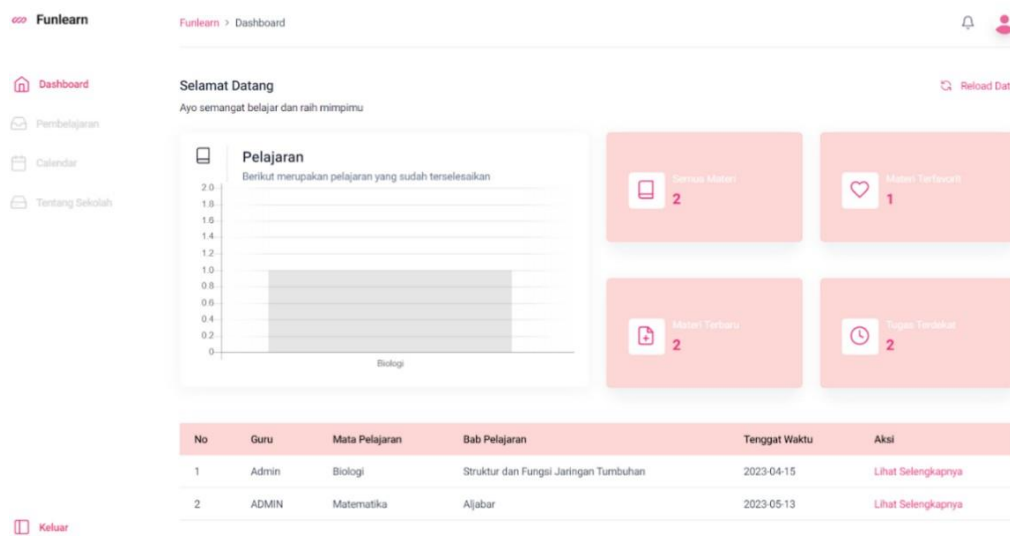 Funlearn
Funlearn > Dashboard
Dashboard
Pembelajaran
Calendar
Tentang Sekolah
Keluar
Selamat Datang
Ayo semangat belajar dan raih mimpimu
Reload Dat
Pelajaran
Berikut merupakan pelajaran yang sudah terselesaikan
2.0
1.8
1.6
1.4
1.2
1.0
0.8
0.6
0.4
0.2
0
Biologi
Semua Materi
2
Materi Terfavorit
1
Materi Terbaru
2
Tugas Terdekat
2
No Guru Mata Pelajaran Bab Pelajaran Tenggat Waktu Aksi
1 Admin Biologi Struktur dan Fungsi Jaringan Tumbuhan 2023-04-15 Lihat Selengkapnya
2 ADMIN Matematika Aljabar 2023-05-13 Lihat Selengkapnya